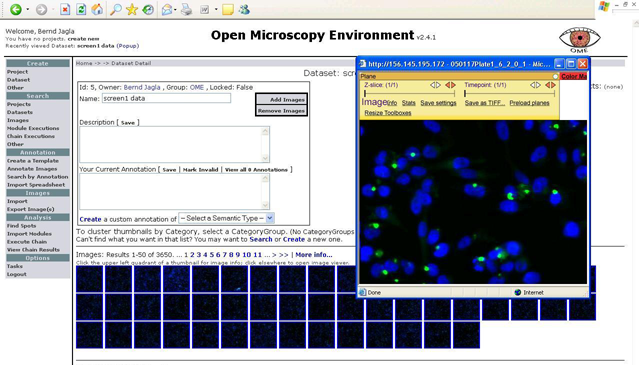 Welcome, Bernd Jagla
You have no projects. create new
Recently viewed Dataset: screen1 data (Popup)
Open Microscopy Environment v2.4.1
OME
Create
Project
Dataset
Other
Search
Projects
Datasets
Images
Module Executions
Chain Executions
Other
Annotation
Create a Template
Annotate Images
Search by Annotation
Import Spreadsheet
Images
Import
Export Image(s)
Analysis
Find Spots
Import Modules
Execute Chain
View Chain Results
Options
Tasks
Logout
Home -> -> Dataset Detail
Dataset: scre
Id: 5, Owner: Bernd Jagla , Group: OME , Locked: False
Name: screen1 data
Add Images
Remove Images
Description [ Save ]
Your Current Annotation [ Save | Mark Invalid | View all 0 Annotations ]
Create a custom annotation of -- Select a Semantic Type --
To cluster thumbnails by Category, select a CategoryGroup. (No CategoryGroups
Can't find what you want in that list? You may want to Search or Create a new one.
Images: Results 1-50 of 3650. ... 1 2 3 4 5 6 7 8 9 10 11 ... > >> | More info...
Click the upper left quadrant of a thumbnail for image info; click elsewhere to open image viewer.
http://156.145.195.172 - 050117Plate1_6_2_0_1 - Mic...
Plane
Color Ma
Z-slice: (1/1)
Timepoint: (1/1)
Image info Stats Save settings Save as TIFF... Preload planes
Resize Toolboxes
Done
Internet
cts: (none)
Windows